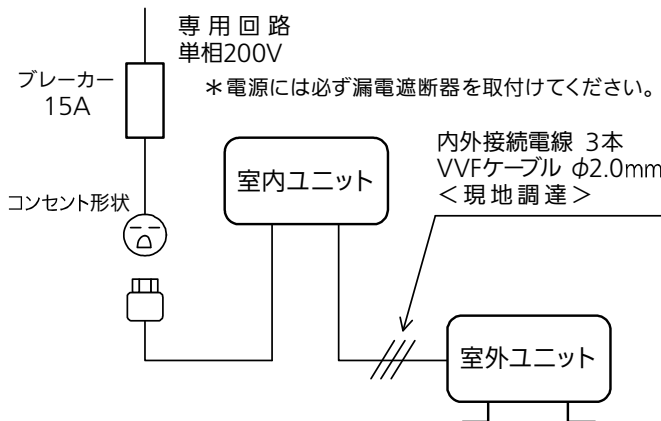 専用回路
単相200V
＊電源には必ず漏電遮断器を取付けてください。
ブレーカー
15A
コンセント形状
室内ユニット
内外接続電線 3本
VVFケーブル φ2.0mm
＜現地調達＞
室外ユニット